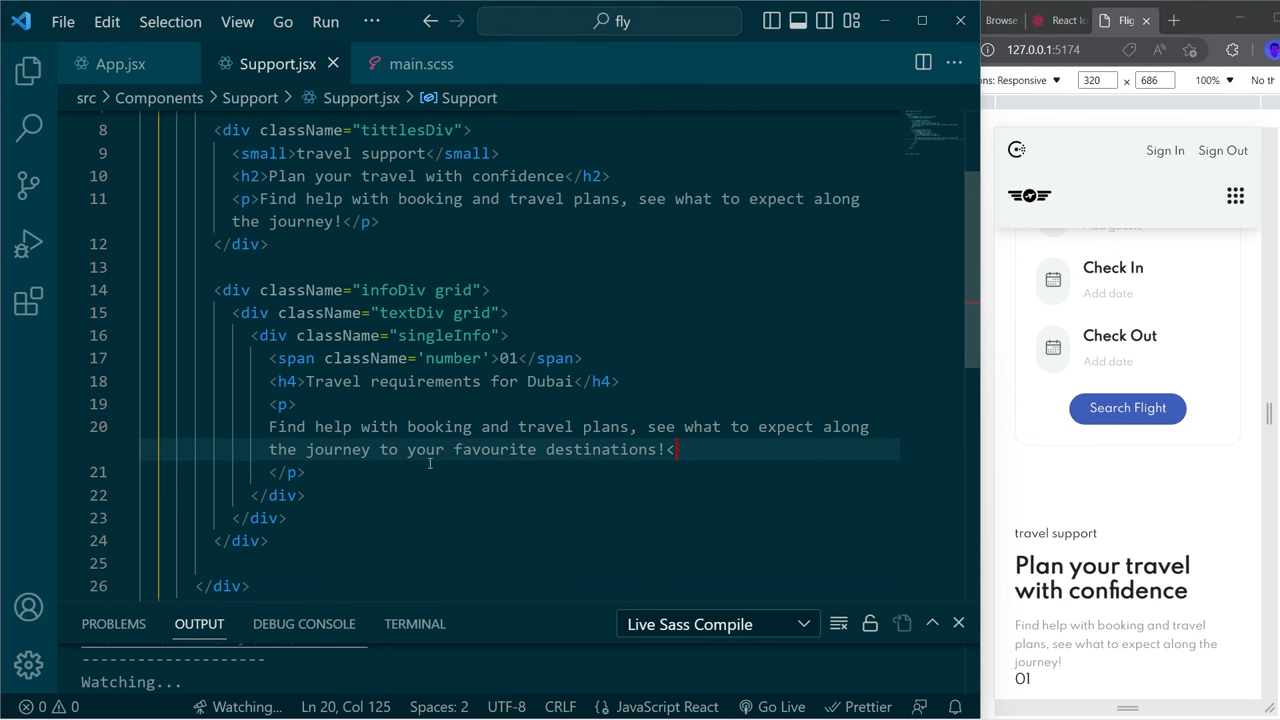 File Edit Selection View Go Run ··· fly
Browse React Ic Flig
App.jsx Support.jsx main.scss
127.0.0.1:5174
ns: Responsive 320 × 686 100% No th
src > Components > Support > Support.jsx > Support
8 <div className="tittlesDiv">
9 <small>travel support</small>
10 <h2>Plan your travel with confidence</h2>
11 <p>Find help with booking and travel plans, see what to expect along
the journey!</p>
12 </div>
13
14 <div className="infoDiv grid">
15 <div className="textDiv grid">
16 <div className="singleInfo">
17 <span className='number'>01</span>
18 <h4>Travel requirements for Dubai</h4>
19 <p>
20 Find help with booking and travel plans, see what to expect along
the journey to your favourite destinations!<
21 </p>
22 </div>
23 </div>
24 </div>
25
26 </div>
PROBLEMS OUTPUT DEBUG CONSOLE TERMINAL Live Sass Compile
--------------------
Watching...
0 0 Watching... Ln 20, Col 125 Spaces: 2 UTF-8 CRLF JavaScript React Go Live Prettier
Sign In Sign Out
Check In
Add date
Check Out
Add date
Search Flight
travel support
Plan your travel
with confidence
Find help with booking and travel
plans, see what to expect along the
journey!
01